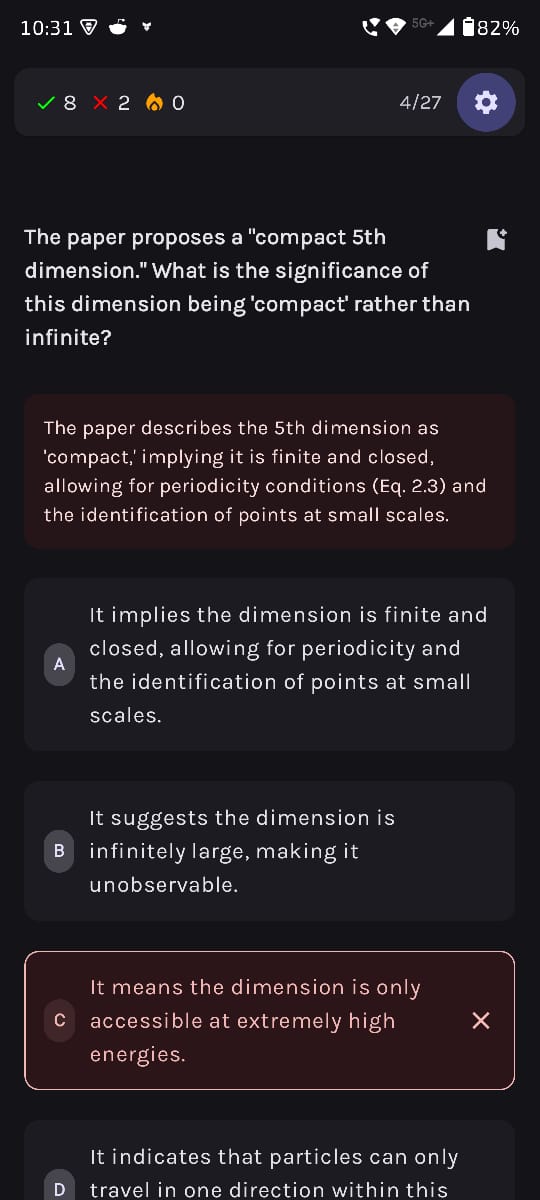 10:31 5G+ 82%
8 2 0 4/27
The paper proposes a "compact 5th
dimension." What is the significance of
this dimension being 'compact' rather than
infinite?
The paper describes the 5th dimension as
'compact,' implying it is finite and closed,
allowing for periodicity conditions (Eq. 2.3) and
the identification of points at small scales.
A
It implies the dimension is finite and
closed, allowing for periodicity and
the identification of points at small
scales.
B
It suggests the dimension is
infinitely large, making it
unobservable.
C
It means the dimension is only
accessible at extremely high
energies.
D
It indicates that particles can only
travel in one direction within this